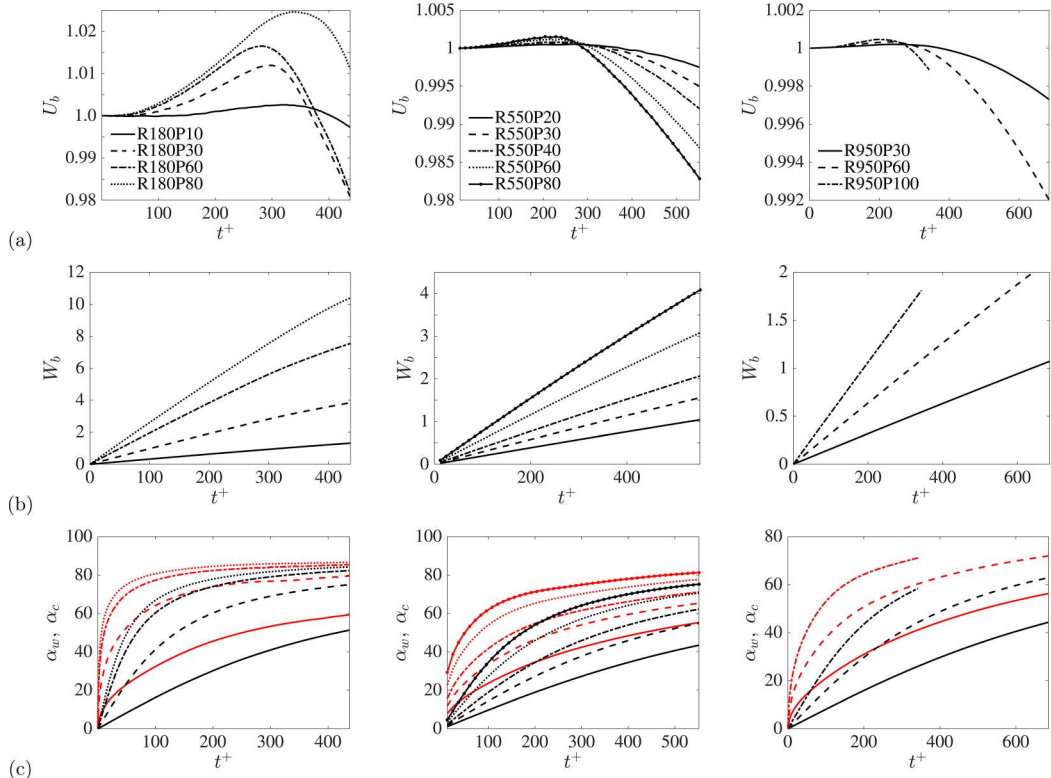 1.02
1.01
1.0
0.99
0.98
U_b
R180P10
R180P30
R180P60
R180P80
100 200 300 400
t^+
1.005
1
0.995
0.99
0.985
0.98
U_b
R550P20
R550P30
R550P40
R550P60
R550P80
100 200 300 400 500
t^+
1.002
1
0.998
0.996
0.994
0.992
U_b
R950P30
R950P60
R950P100
0 200 400 600
t^+
(a)
12
10
8
6
4
2
0
W_b
0 100 200 300 400
t^+
4
3
2
1
0
W_b
200 400
t^+
2
1.5
1
0.5
0
W_b
0 200 400 600
t^+
(b)
100
80
60
40
20
0
α_w, α_c
100 200 300 400
t^+
100
80
60
40
20
0
α_w, α_c
100 200 300 400 500
t^+
80
60
40
20
0
α_w, α_c
0 200 400 600
t^+
(c)